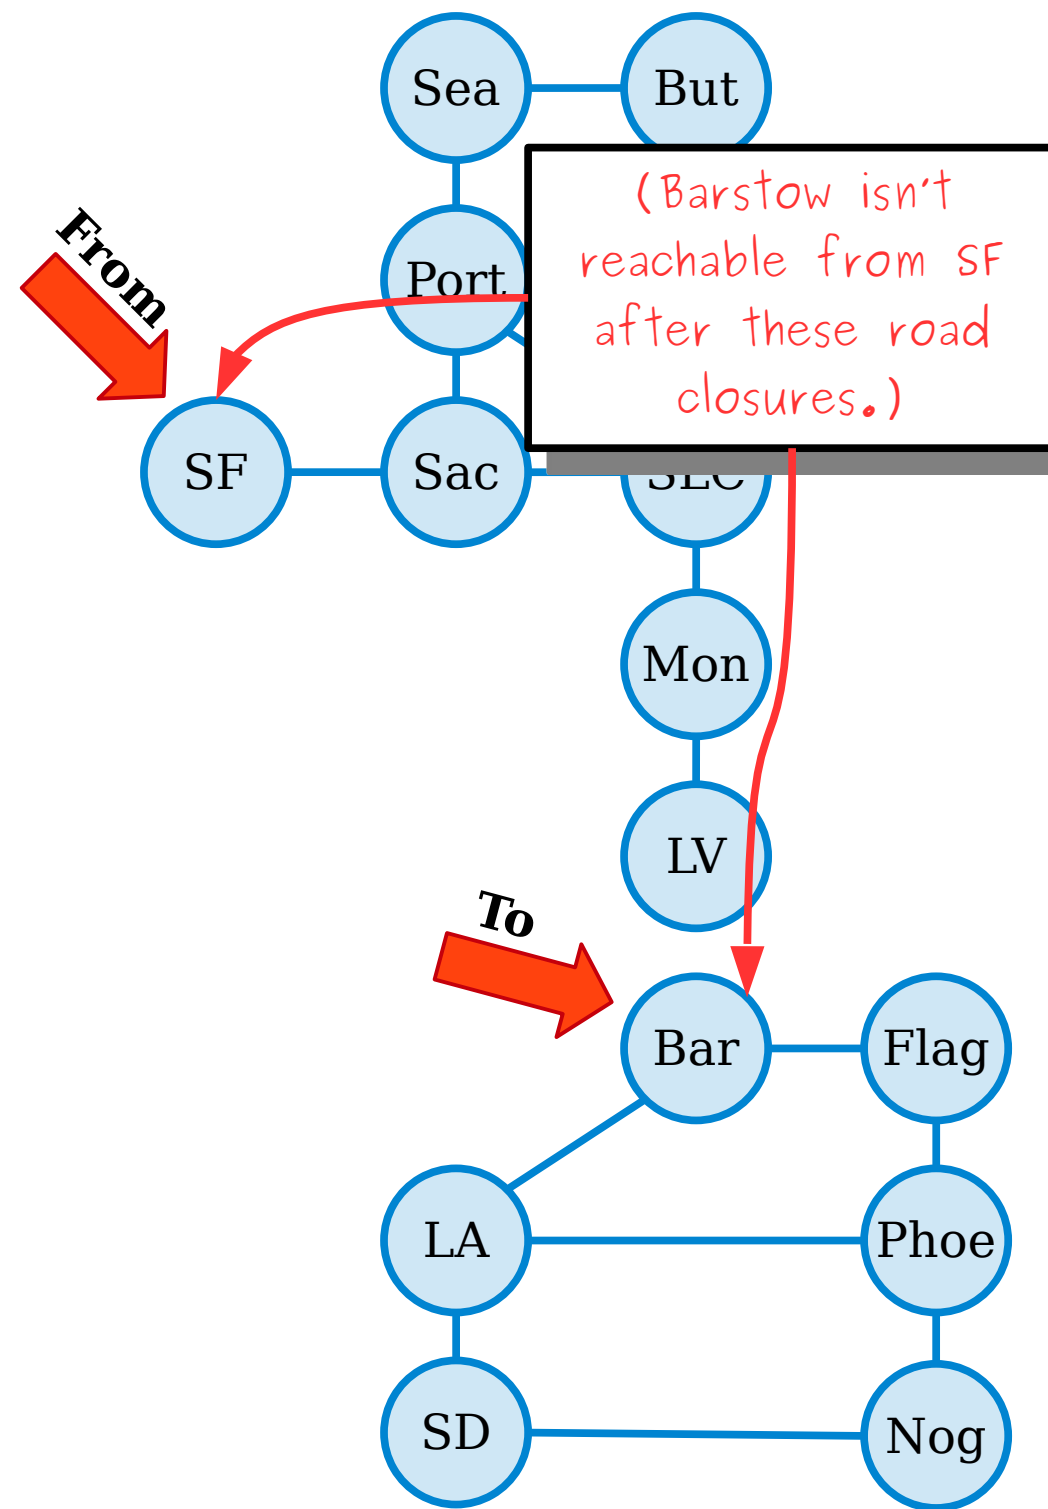 Sea
But
From
(Barstow isn't
reachable from SF
after these road
closures.)
Port
SF
Sac
SLC
Mon
LV
To
Bar
Flag
LA
Phoe
SD
Nog